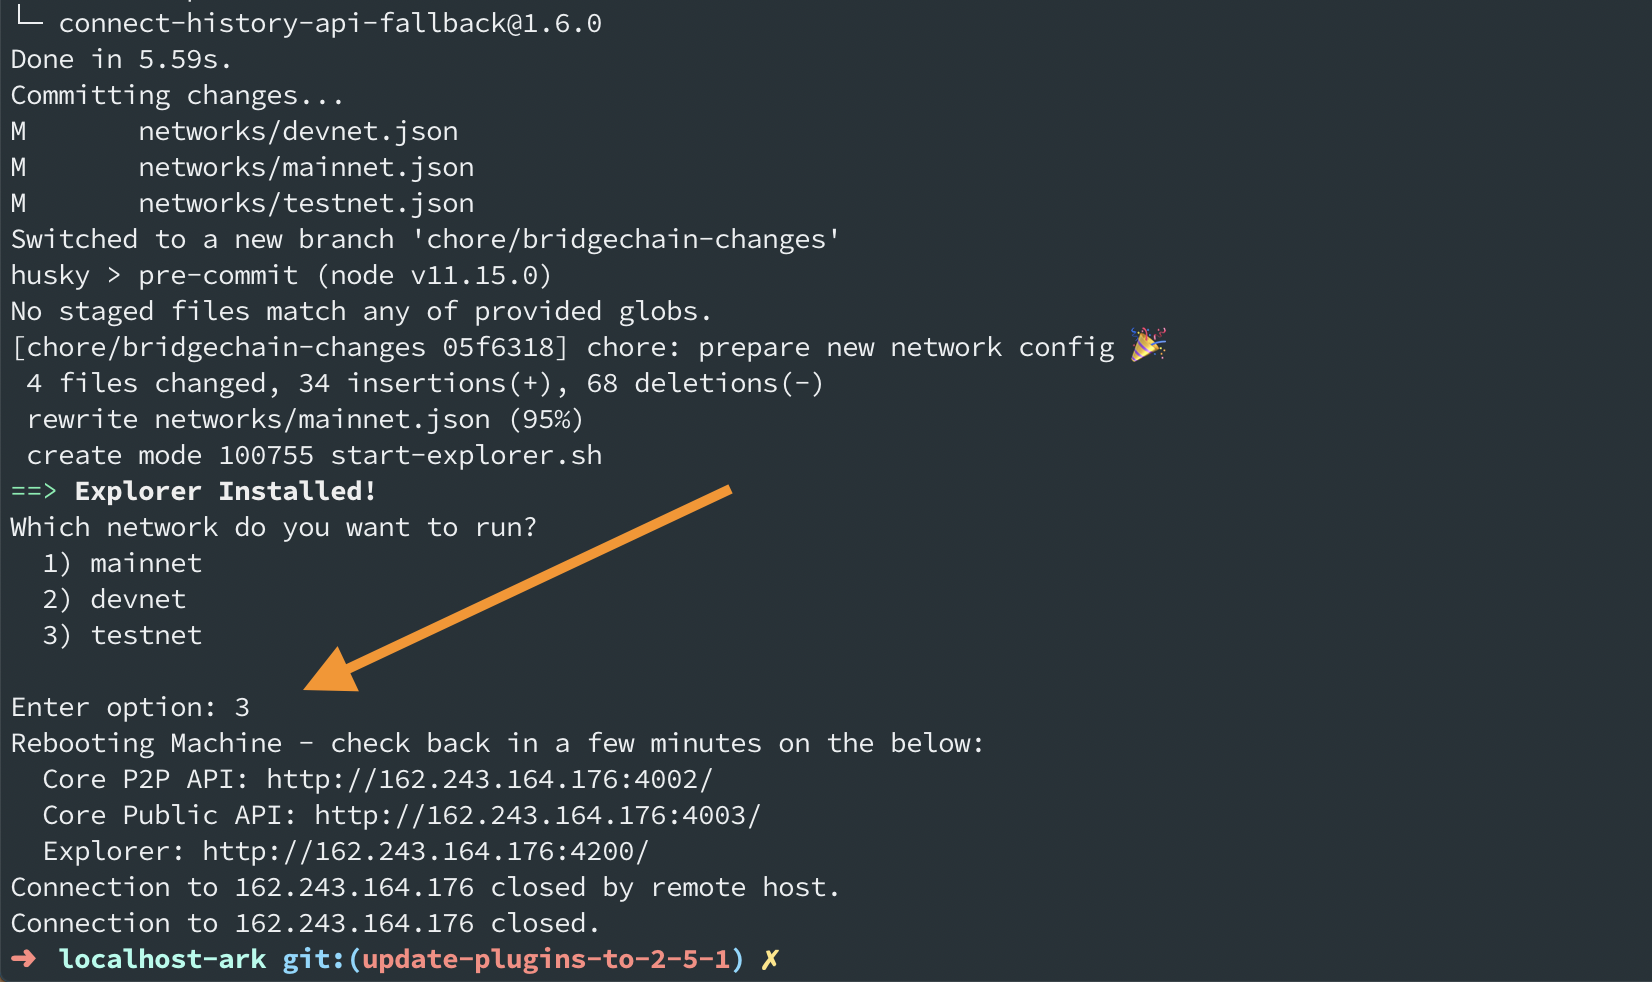 └─ connect-history-api-fallback@1.6.0
Done in 5.59s.
Committing changes...
M       networks/devnet.json
M       networks/mainnet.json
M       networks/testnet.json
Switched to a new branch 'chore/bridgechain-changes'
husky > pre-commit (node v11.15.0)
No staged files match any of provided globs.
[chore/bridgechain-changes 05f6318] chore: prepare new network config 🎉
 4 files changed, 34 insertions(+), 68 deletions(-)
 rewrite networks/mainnet.json (95%)
 create mode 100755 start-explorer.sh
==> Explorer Installed!
Which network do you want to run?
  1) mainnet
  2) devnet
  3) testnet
Enter option: 3
Rebooting Machine - check back in a few minutes on the below:
  Core P2P API: http://162.243.164.176:4002/
  Core Public API: http://162.243.164.176:4003/
  Explorer: http://162.243.164.176:4200/
Connection to 162.243.164.176 closed by remote host.
Connection to 162.243.164.176 closed.
➜  localhost-ark git:(update-plugins-to-2-5-1) ✗